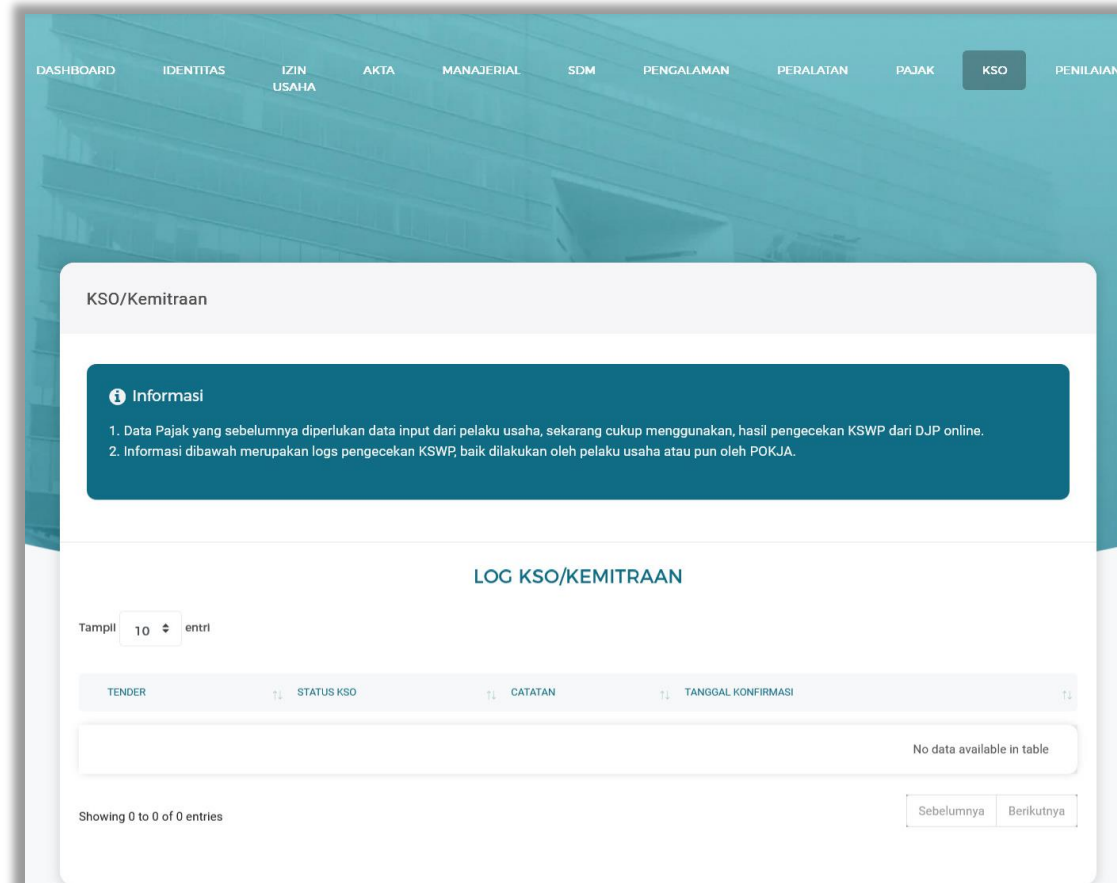 DASHBOARD IDENTITAS IZIN USAHA AKTA MANAJERIAL SDM PENGALAMAN PERALATAN PAJAK KSO PENILAIAN
KSO/Kemitraan
Informasi
1. Data Pajak yang sebelumnya diperlukan data input dari pelaku usaha, sekarang cukup menggunakan, hasil pengecekan KSWP dari DJP online.
2. Informasi dibawah merupakan logs pengecekan KSWP, baik dilakukan oleh pelaku usaha atau pun oleh POKJA.
LOG KSO/KEMITRAAN
Tampil 10 entri
TENDER STATUS KSO CATATAN TANGGAL KONFIRMASI
No data available in table
Showing 0 to 0 of 0 entries
Sebelumnya Berikutnya